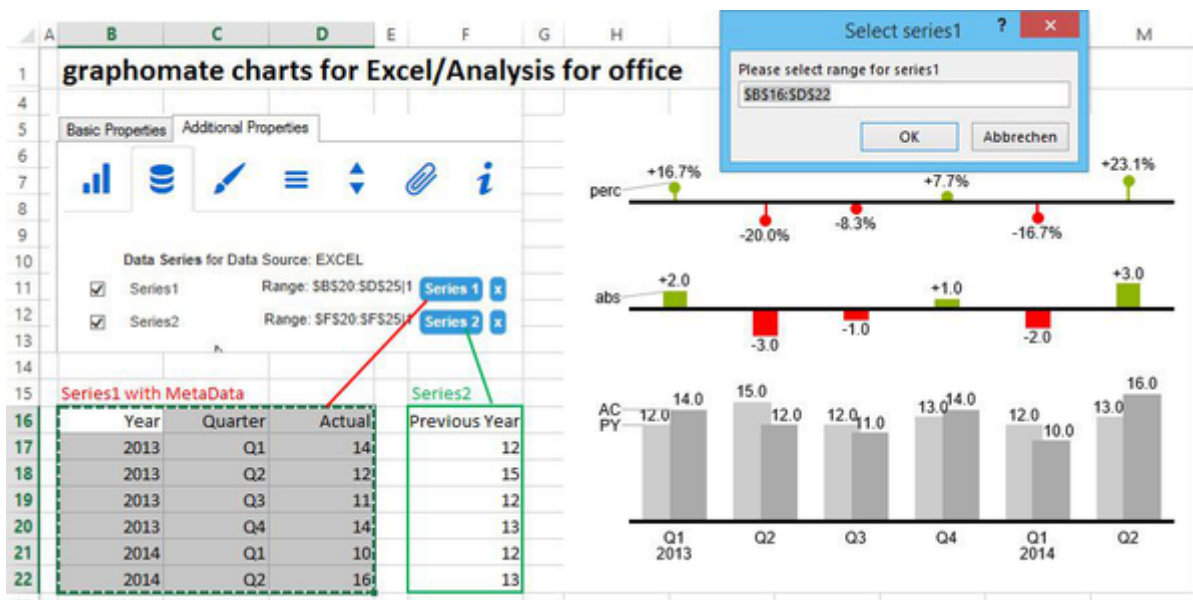 A B C D E F G H M
Select series1 ? ×
1 graphomate charts for Excel/Analysis for office
Please select range for series1
$B$16:$D$22
OK Abbrechen
4
5 Basic Properties Additional Properties
6
7
8
9
10 Data Series for Data Source: EXCEL
11 Series1 Range: $B$20:$D$25|1 Series 1 x
12 Series2 Range: $F$20:$F$25|1 Series 2 x
13
14
15 Series1 with MetaData Series2
16 Year Quarter Actual Previous Year
17 2013 Q1 14 12
18 2013 Q2 12 15
19 2013 Q3 11 12
20 2013 Q4 14 13
21 2014 Q1 10 12
22 2014 Q2 16 13
perc +16.7% -20.0% -8.3% +7.7% -16.7% +23.1%
abs +2.0 -3.0 -1.0 +1.0 -2.0 +3.0
AC
PY
12.0 14.0 15.0 12.0 12.0 11.0 13.0 14.0 12.0 10.0 13.0 16.0
Q1 Q2 Q3 Q4 Q1 Q2
2013 2014